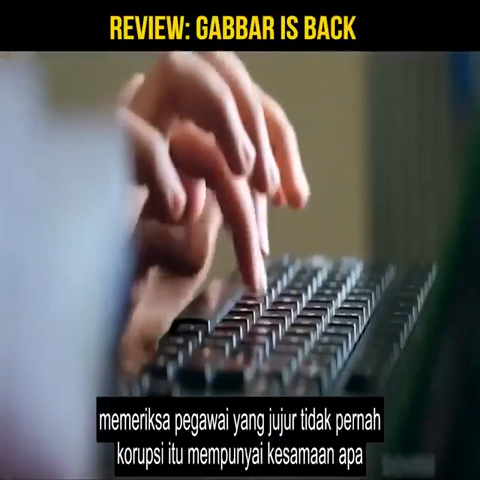 REVIEW: GABBAR IS BACK
memeriksa pegawai yang jujur tidak pernah
korupsi itu mempunyai kesamaan apa